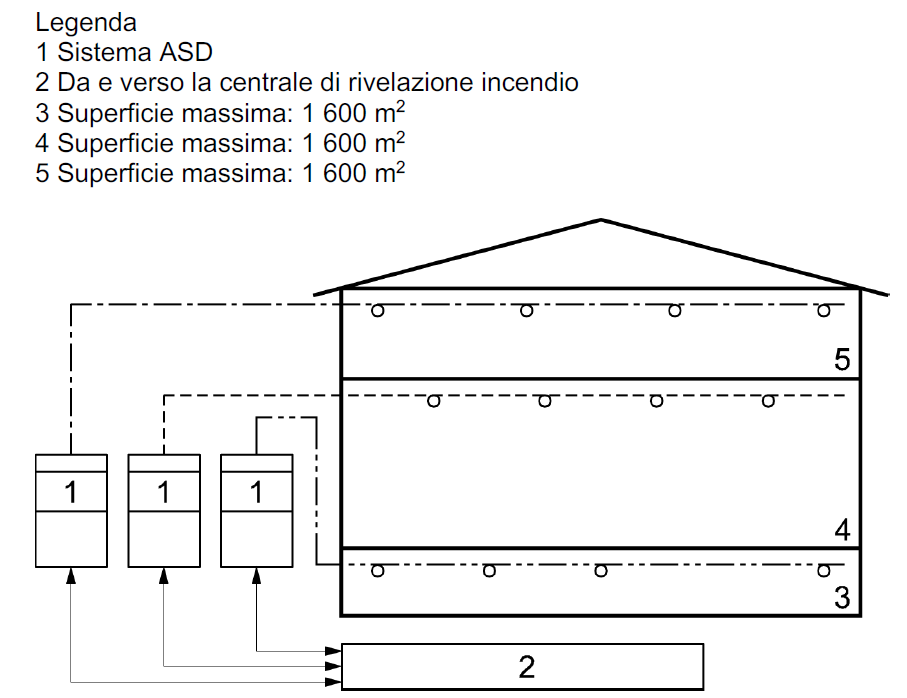 Legenda
1 Sistema ASD
2 Da e verso la centrale di rivelazione incendio
3 Superficie massima: 1 600 m²
4 Superficie massima: 1 600 m²
5 Superficie massima: 1 600 m²
5
1 1 1
4
3
2